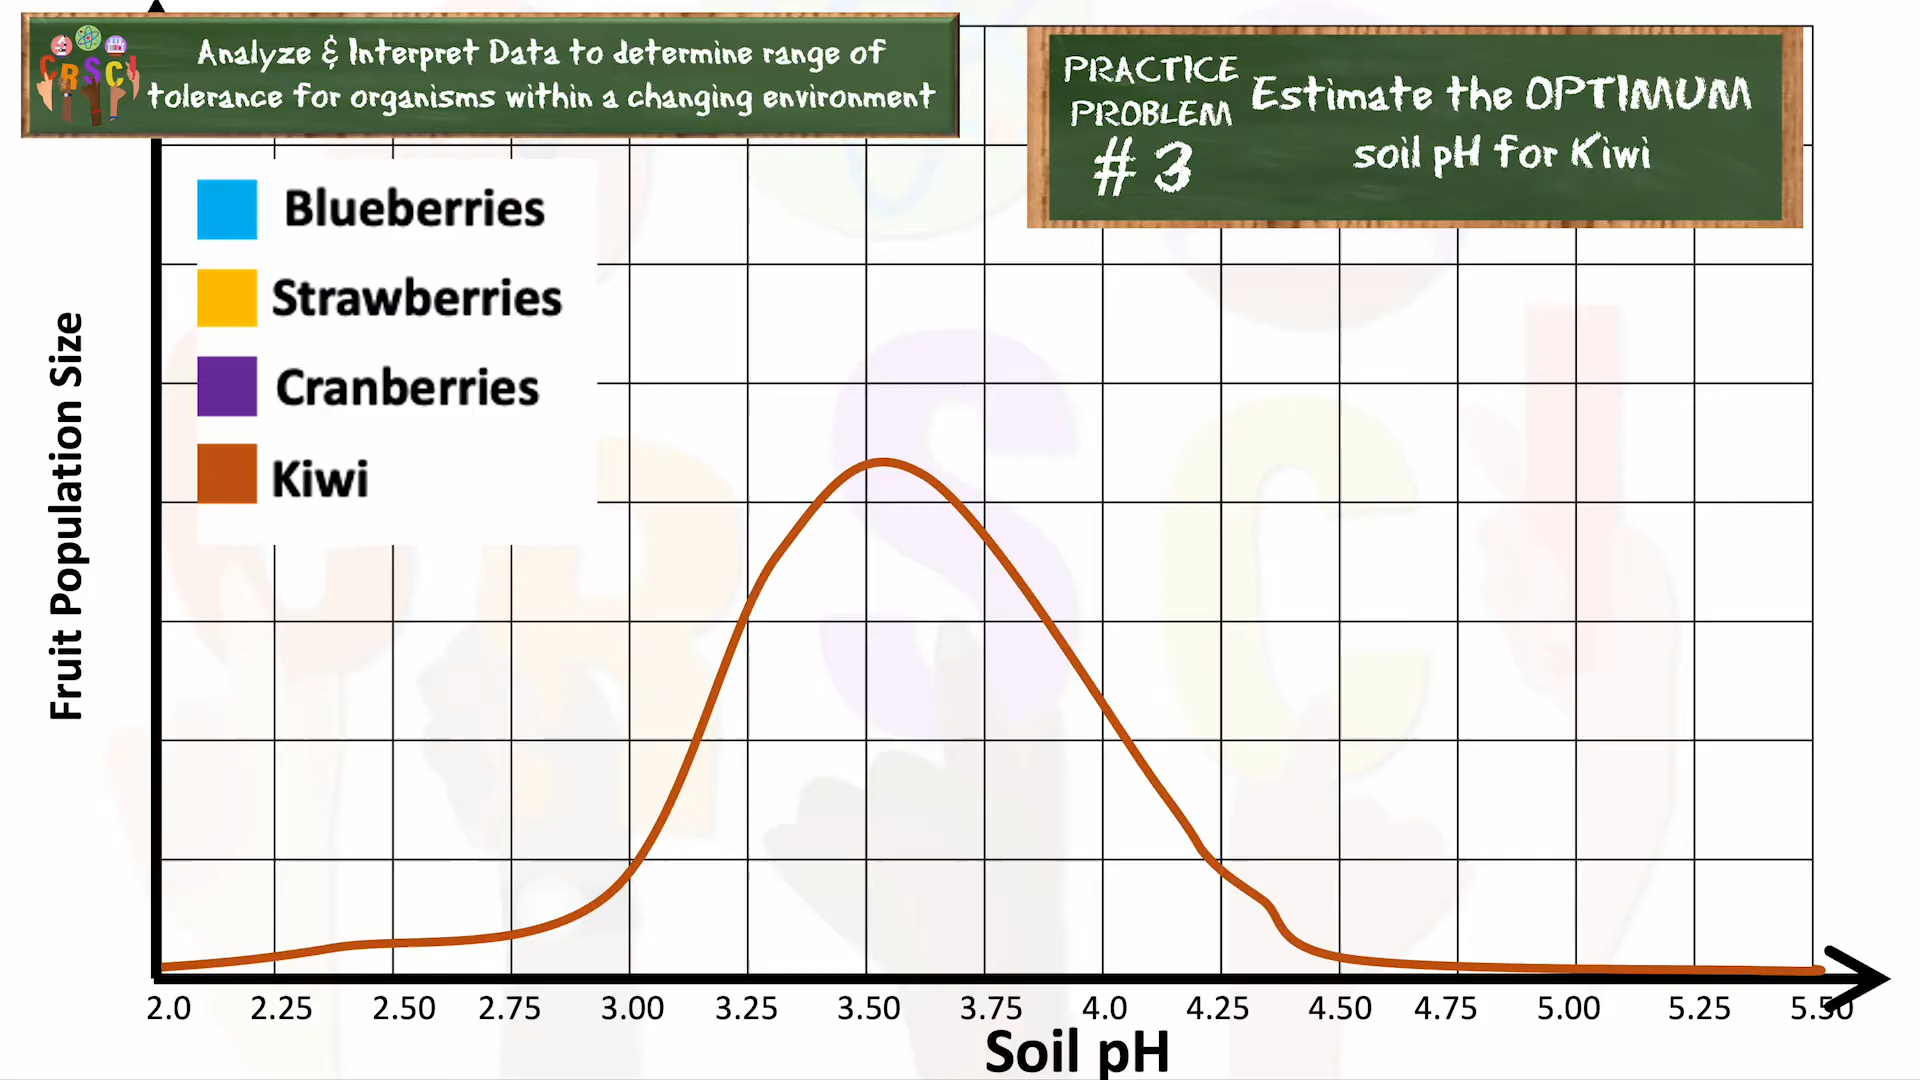 CRSCI
Analyze & Interpret Data to determine range of
tolerance for organisms within a changing environment
PRACTICE
PROBLEM
# 3
Estimate the OPTIMUM
soil pH for Kiwi
Blueberries
Strawberries
Cranberries
Kiwi
Fruit Population Size
2.0 2.25 2.50 2.75 3.00 3.25 3.50 3.75 4.0 4.25 4.50 4.75 5.00 5.25 5.50
Soil pH